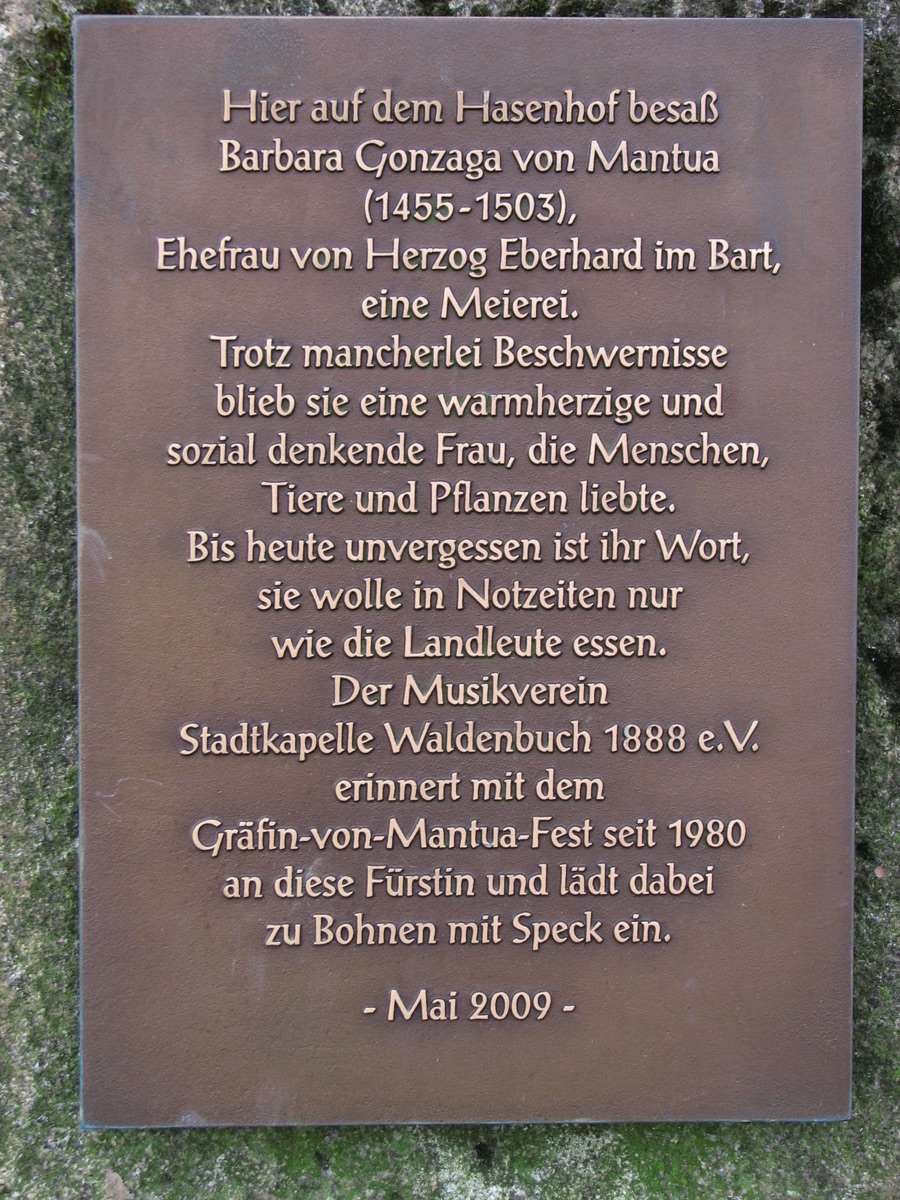 Hier auf dem Hasenhof besaß
Barbara Gonzaga von Mantua
(1455-1503),
Ehefrau von Herzog Eberhard im Bart,
eine Meierei.
Trotz mancherlei Beschwernisse
blieb sie eine warmherzige und
sozial denkende Frau, die Menschen,
Tiere und Pflanzen liebte.
Bis heute unvergessen ist ihr Wort,
sie wolle in Notzeiten nur
wie die Landleute essen.
Der Musikverein
Stadtkapelle Waldenbuch 1888 e.V.
erinnert mit dem
Gräfin-von-Mantua-Fest seit 1980
an diese Fürstin und lädt dabei
zu Bohnen mit Speck ein.
- Mai 2009 -